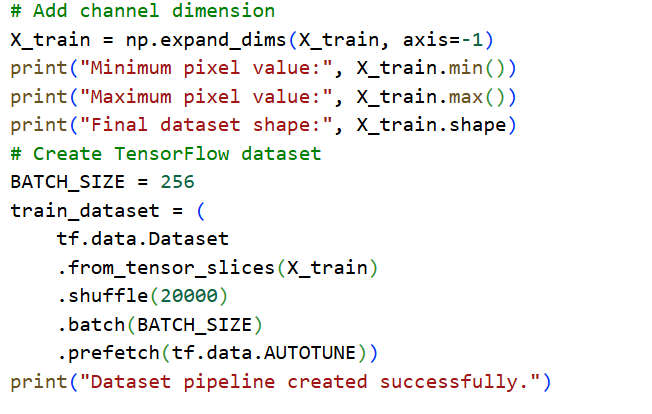 # Add channel dimension
X_train = np.expand_dims(X_train, axis=-1)
print("Minimum pixel value:", X_train.min())
print("Maximum pixel value:", X_train.max())
print("Final dataset shape:", X_train.shape)
# Create TensorFlow dataset
BATCH_SIZE = 256
train_dataset = (
    tf.data.Dataset
    .from_tensor_slices(X_train)
    .shuffle(20000)
    .batch(BATCH_SIZE)
    .prefetch(tf.data.AUTOTUNE))
print("Dataset pipeline created successfully.")